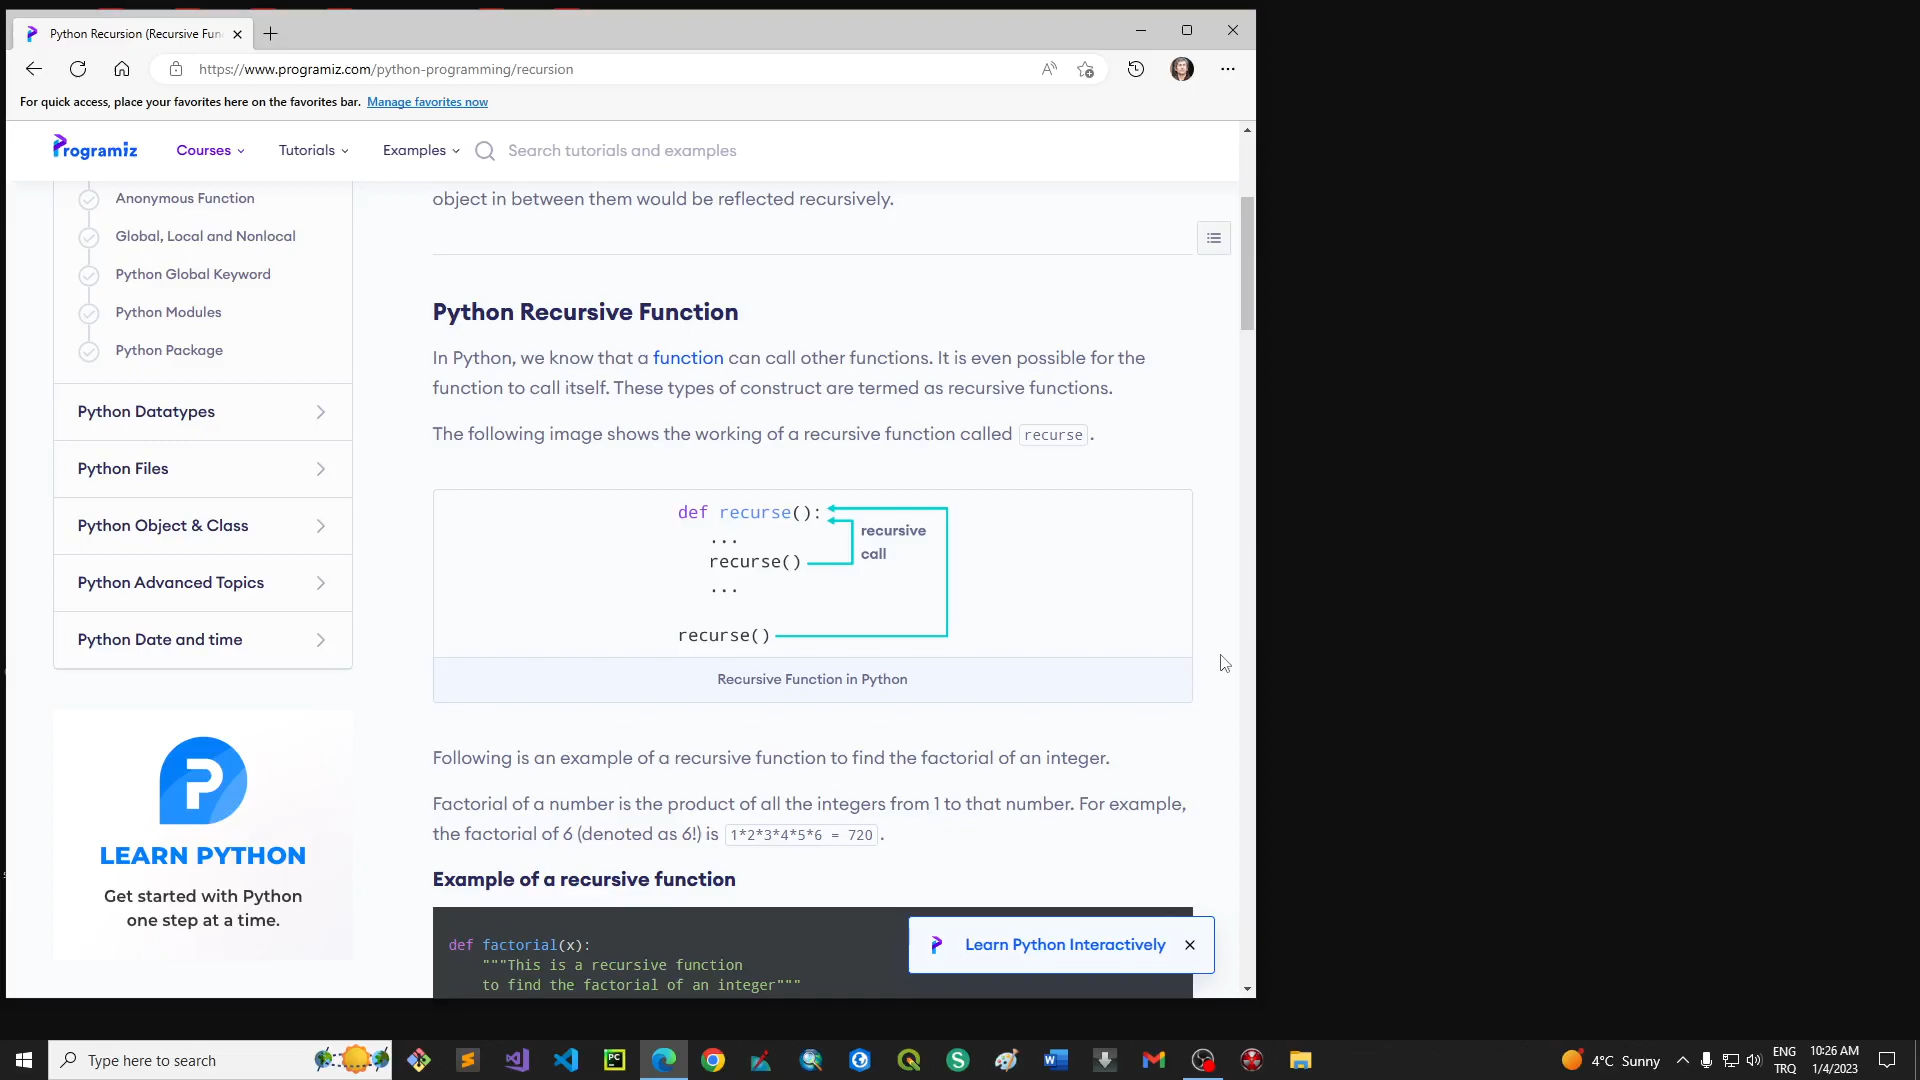 Python Recursion (Recursive Fun
https://www.programiz.com/python-programming/recursion
For quick access, place your favorites here on the favorites bar. Manage favorites now
Programiz
Courses
Tutorials
Examples
Search tutorials and examples
Anonymous Function
Global, Local and Nonlocal
Python Global Keyword
Python Modules
Python Package
Python Datatypes
Python Files
Python Object & Class
Python Advanced Topics
Python Date and time
LEARN PYTHON
Get started with Python
one step at a time.
object in between them would be reflected recursively.
Python Recursive Function
In Python, we know that a function can call other functions. It is even possible for the
function to call itself. These types of construct are termed as recursive functions.
The following image shows the working of a recursive function called recurse.
def recurse():
...
recurse()
...
recurse()
recursive
call
Recursive Function in Python
Following is an example of a recursive function to find the factorial of an integer.
Factorial of a number is the product of all the integers from 1 to that number. For example,
the factorial of 6 (denoted as 6!) is 1*2*3*4*5*6 = 720.
Example of a recursive function
def factorial(x):
"""This is a recursive function
to find the factorial of an integer"""
Learn Python Interactively
Type here to search
4°C Sunny
ENG
TRQ
10:26 AM
1/4/2023